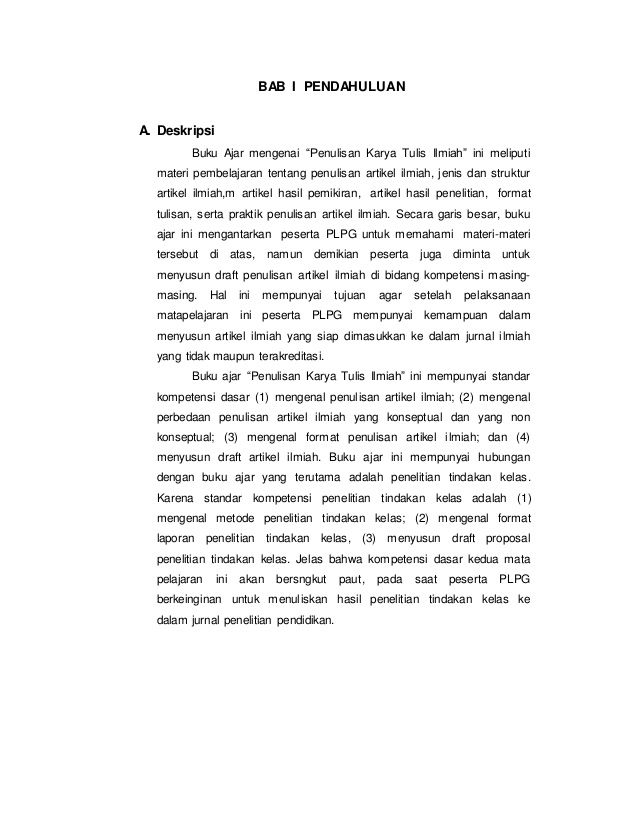 BAB I PENDAHULUAN
A. Deskripsi
Buku Ajar mengenai “Penulisan Karya Tulis Ilmiah” ini meliputi
materi pembelajaran tentang penulisan artikel ilmiah, jenis dan struktur
artikel ilmiah,m artikel hasil pemikiran, artikel hasil penelitian, format
tulisan, serta praktik penulisan artikel ilmiah. Secara garis besar, buku
ajar ini mengantarkan peserta PLPG untuk memahami materi-materi
tersebut di atas, namun demikian peserta juga diminta untuk
menyusun draft penulisan artikel ilmiah di bidang kompetensi masing-
masing. Hal ini mempunyai tujuan agar setelah pelaksanaan
matapelajaran ini peserta PLPG mempunyai kemampuan dalam
menyusun artikel ilmiah yang siap dimasukkan ke dalam jurnal ilmiah
yang tidak maupun terakreditasi.
Buku ajar “Penulisan Karya Tulis Ilmiah” ini mempunyai standar
kompetensi dasar (1) mengenal penulisan artikel ilmiah; (2) mengenal
perbedaan penulisan artikel ilmiah yang konseptual dan yang non
konseptual; (3) mengenal format penulisan artikel ilmiah; dan (4)
menyusun draft artikel ilmiah. Buku ajar ini mempunyai hubungan
dengan buku ajar yang terutama adalah penelitian tindakan kelas.
Karena standar kompetensi penelitian tindakan kelas adalah (1)
mengenal metode penelitian tindakan kelas; (2) mengenal format
laporan penelitian tindakan kelas, (3) menyusun draft proposal
penelitian tindakan kelas. Jelas bahwa kompetensi dasar kedua mata
pelajaran ini akan bersngkut paut, pada saat peserta PLPG
berkeinginan untuk menuliskan hasil penelitian tindakan kelas ke
dalam jurnal penelitian pendidikan.